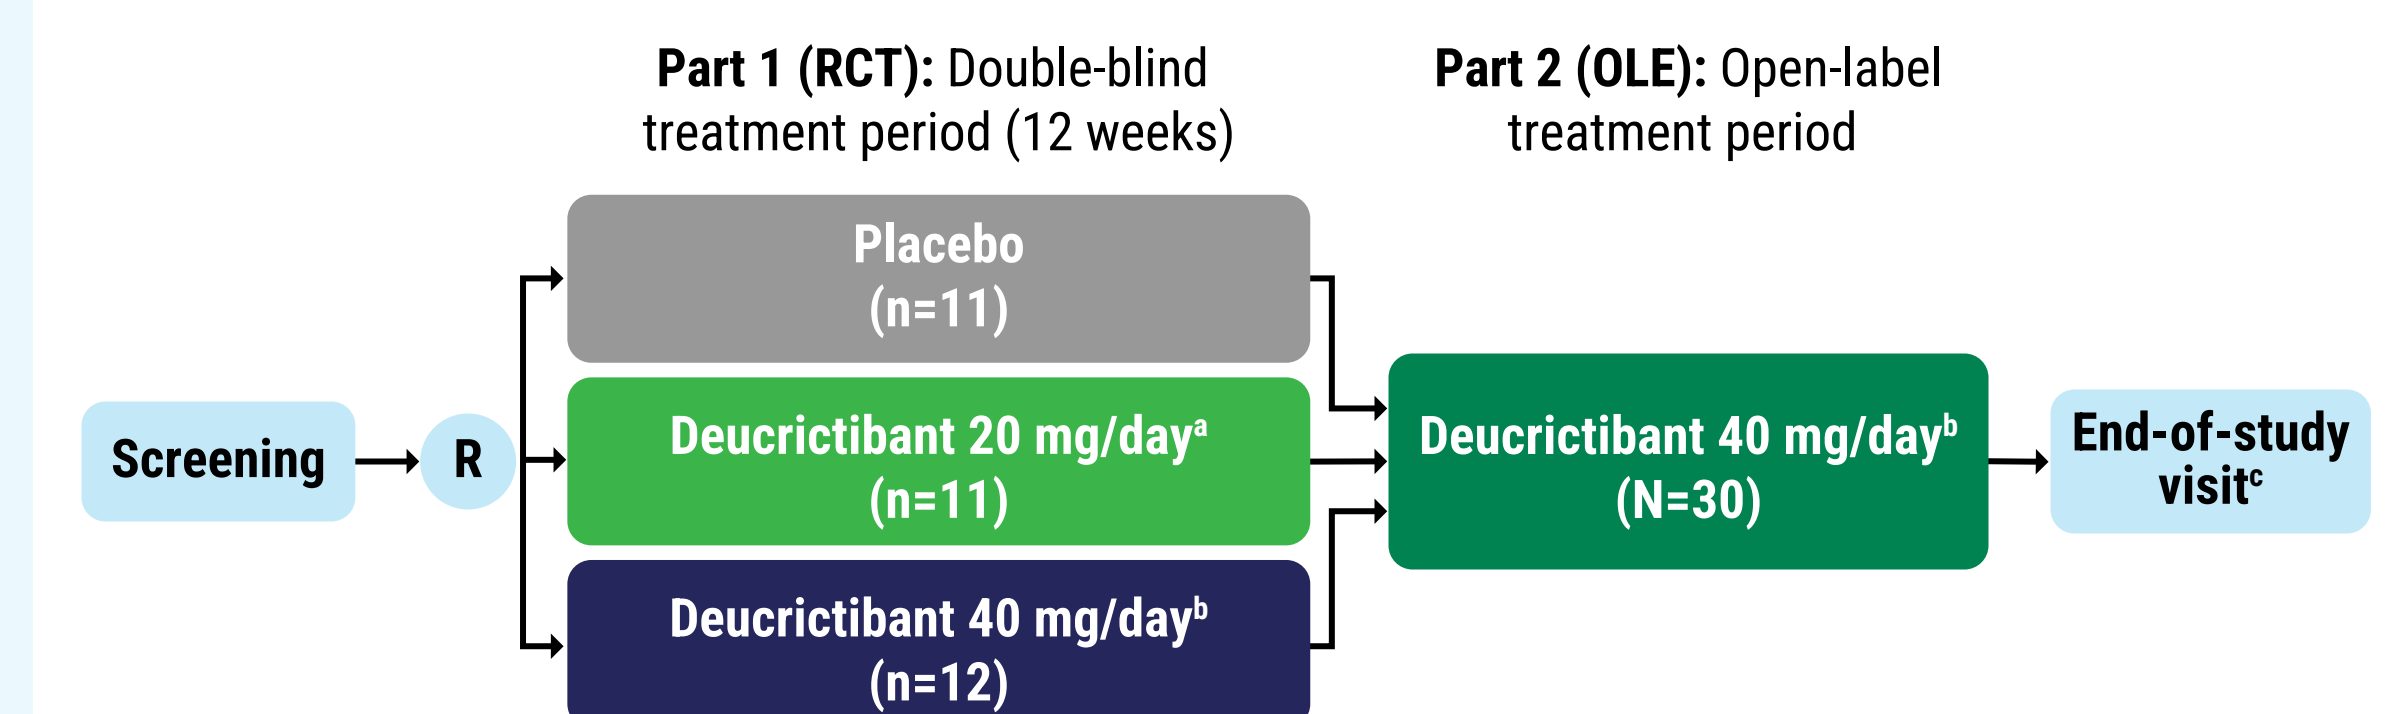 Part 1 (RCT): Double-blind
treatment period (12 weeks)
Part 2 (OLE): Open-label
treatment period
Screening
R
Placebo
(n=11)
Deucrictibant 20 mg/dayᵃ
(n=11)
Deucrictibant 40 mg/dayᵇ
(n=12)
Deucrictibant 40 mg/dayᵇ
(N=30)
End-of-study
visitᶜ